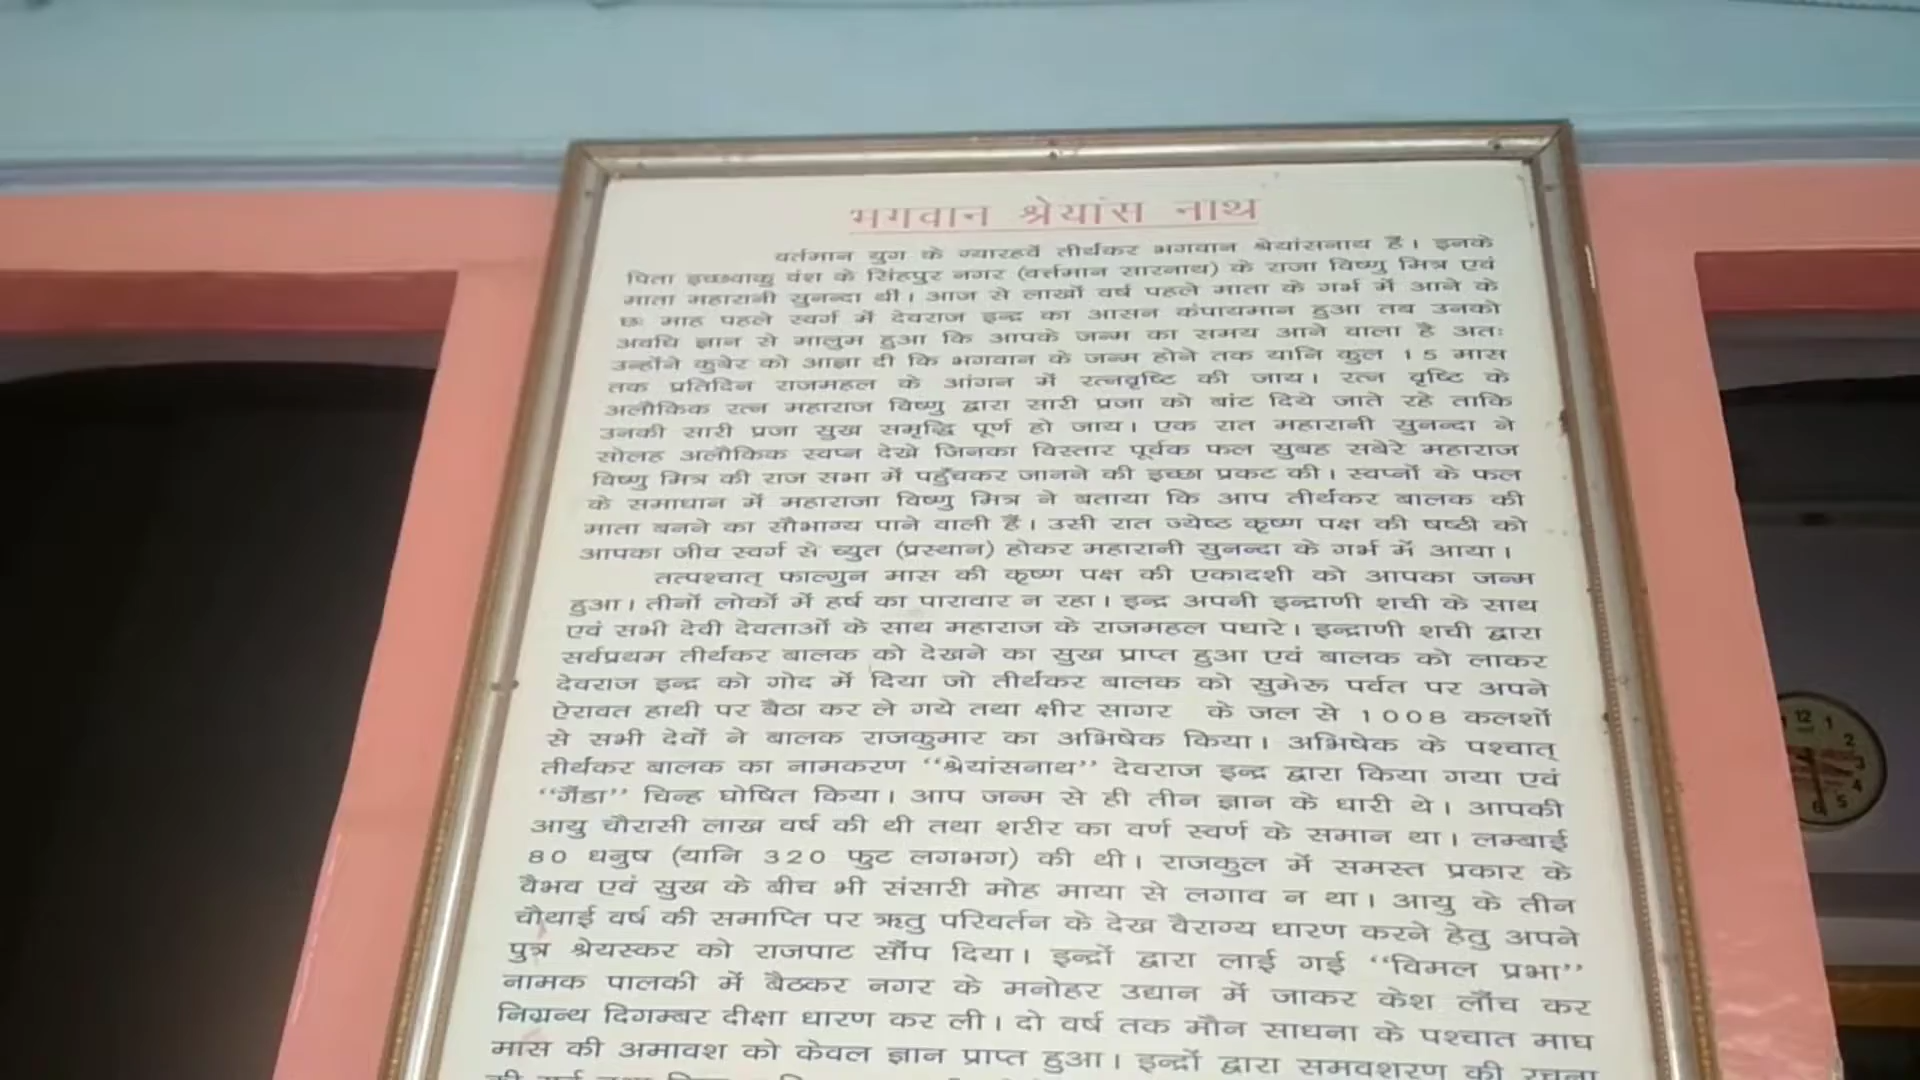 भगवान श्रेयांस नाथ
वर्तमान युग के ग्यारहवें तीर्थंकर भगवान श्रेयांसनाथ हैं। इनके
पिता इच्छवाकु वंश के सिंहपुर नगर (वर्त्तमान सारनाथ) के राजा विष्णु मित्र एवं
माता महारानी सुनन्दा थीं। आज से लाखों वर्ष पहले माता के गर्भ में आने के
छः माह पहले स्वर्ग में देवराज इन्द्र का आसन कंपायमान हुआ तब उनको
अवधि ज्ञान से मालुम हुआ कि आपके जन्म का समय आने वाला है अतः
उन्होंने कुबेर को आज्ञा दी कि भगवान के जन्म होने तक यानि कुल 15 मास
तक प्रतिदिन राजमहल के आंगन में रत्नवृष्टि की जाय। रत्न वृष्टि के
अलौकिक रत्न महाराज विष्णु द्वारा सारी प्रजा को बांट दिये जाते रहे ताकि
उनकी सारी प्रजा सुख समृद्धि पूर्ण हो जाय। एक रात महारानी सुनन्दा ने
सोलह अलौकिक स्वप्न देखे जिनका विस्तार पूर्वक फल सुबह सबेरे महाराज
विष्णु मित्र की राज सभा में पहुँचकर जानने की इच्छा प्रकट की। स्वप्नों के फल
के समाधान में महाराजा विष्णु मित्र ने बताया कि आप तीर्थंकर बालक की
माता बनने का सौभाग्य पाने वाली हैं। उसी रात ज्येष्ठ कृष्ण पक्ष की षष्ठी को
आपका जीव स्वर्ग से च्युत (प्रस्थान) होकर महारानी सुनन्दा के गर्भ में आया।
तत्पश्चात् फाल्गुन मास की कृष्ण पक्ष की एकादशी को आपका जन्म
हुआ। तीनों लोकों में हर्ष का पारावार न रहा। इन्द्र अपनी इन्द्राणी शची के साथ
एवं सभी देवी देवताओं के साथ महाराज के राजमहल पधारे। इन्द्राणी शची द्वारा
सर्वप्रथम तीर्थंकर बालक को देखने का सुख प्राप्त हुआ एवं बालक को लाकर
देवराज इन्द्र को गोद में दिया जो तीर्थंकर बालक को सुमेरू पर्वत पर अपने
ऐरावत हाथी पर बैठा कर ले गये तथा क्षीर सागर के जल से 1008 कलशों
से सभी देवों ने बालक राजकुमार का अभिषेक किया। अभिषेक के पश्चात्
तीर्थंकर बालक का नामकरण ‘‘श्रेयांसनाथ’’ देवराज इन्द्र द्वारा किया गया एवं
‘‘गैंडा’’ चिन्ह घोषित किया। आप जन्म से ही तीन ज्ञान के धारी थे। आपकी
आयु चौरासी लाख वर्ष की थी तथा शरीर का वर्ण स्वर्ण के समान था। लम्बाई
80 धनुष (यानि 320 फुट लगभग) की थी। राजकुल में समस्त प्रकार के
वैभव एवं सुख के बीच भी संसारी मोह माया से लगाव न था। आयु के तीन
चौथाई वर्ष की समाप्ति पर ऋतु परिवर्तन के देख वैराग्य धारण करने हेतु अपने
पुत्र श्रेयस्कर को राजपाट सौंप दिया। इन्द्रों द्वारा लाई गई ‘‘विमल प्रभा’’
नामक पालकी में बैठकर नगर के मनोहर उद्यान में जाकर केश लौंच कर
निग्रन्थ दिगम्बर दीक्षा धारण कर ली। दो वर्ष तक मौन साधना के पश्चात माघ
मास की अमावश को केवल ज्ञान प्राप्त हुआ। इन्द्रों द्वारा समवशरण की रचना
12 1
2
3
4
5
6